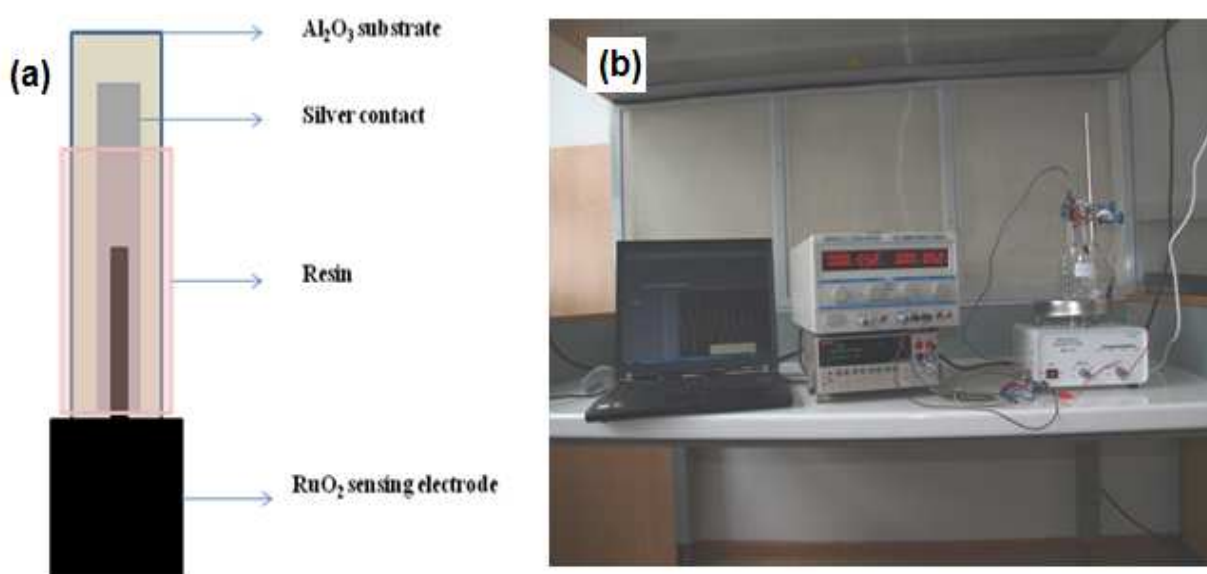 (a)
Al₂O₃ substrate
Silver contact
Resin
RuO₂ sensing electrode
(b)